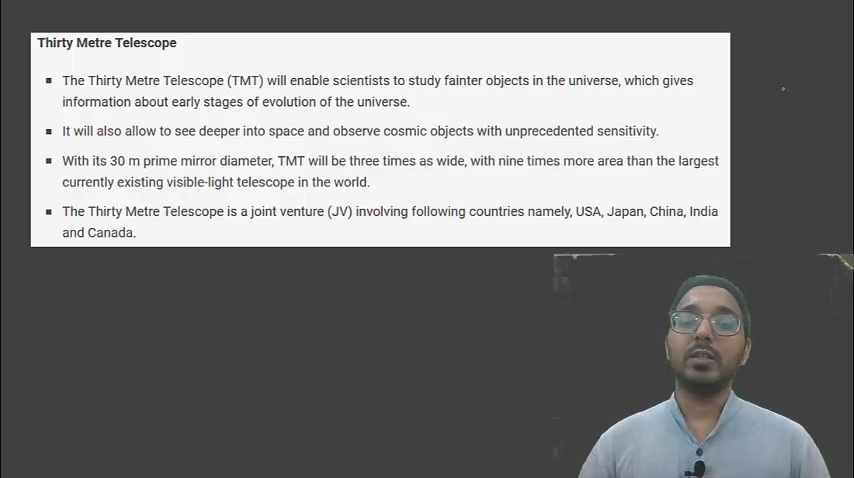 Thirty Metre Telescope
▪ The Thirty Metre Telescope (TMT) will enable scientists to study fainter objects in the universe, which gives
information about early stages of evolution of the universe.
▪ It will also allow to see deeper into space and observe cosmic objects with unprecedented sensitivity.
▪ With its 30 m prime mirror diameter, TMT will be three times as wide, with nine times more area than the largest
currently existing visible-light telescope in the world.
▪ The Thirty Metre Telescope is a joint venture (JV) involving following countries namely, USA, Japan, China, India
and Canada.